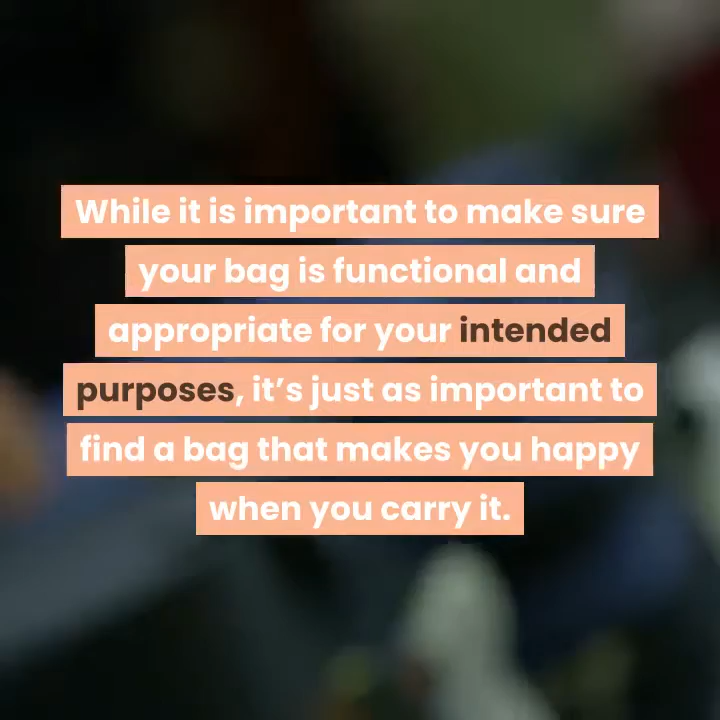 While it is important to make sure
your bag is functional and
appropriate for your intended
purposes, it’s just as important to
find a bag that makes you happy
when you carry it.